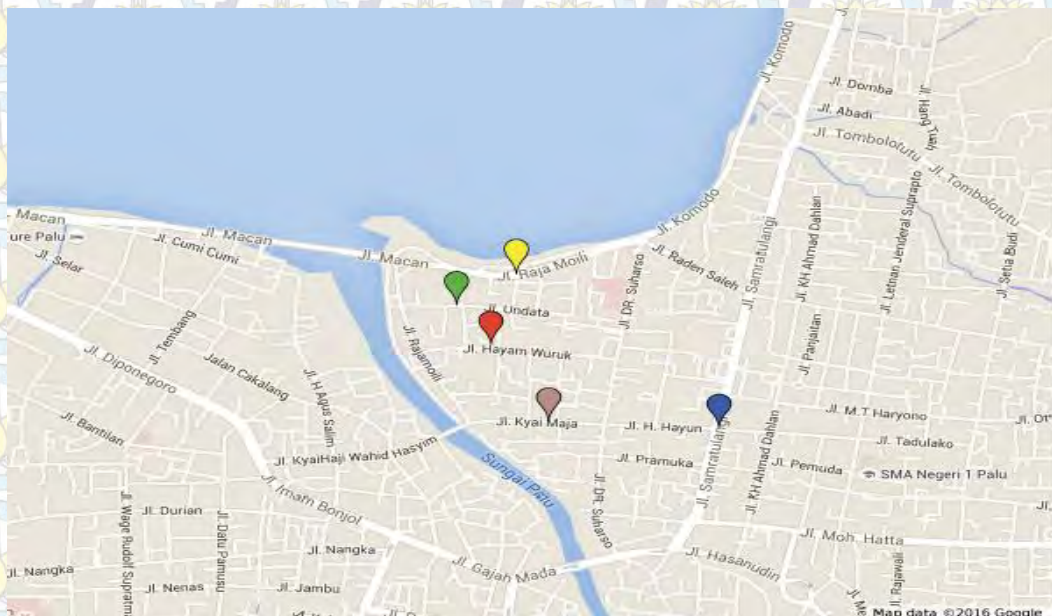 Jl. Komodo
Jl. Domba
Jl. Hang Tuah
Jl. Abadi
Jl. Tombolotutu
Jl. Tombolotutu
Macan
Jl. Macan
Jl. Komodo
ure Palu
Jl. Cumi Cumi
Jl. Macan
Jl. Raja Moili
Jl. Raden Saleh
Jl. Samratulangi
Jl. KH Ahmad Dahlan
Jl. Letnan Jenderal Suprapto
Jl. Setia Budi
Jl. Selar
Jl. Undata
Jl. DR. Suharso
Jl. Tembang
Jl. Rajamoili
Jl. Hayam Wuruk
Jl. Panjaitan
Jl. Diponegoro
Jalan Cakalang
Jl. H Agus Salim
Jl. Bantilan
Jl. Kyai Maja
Jl. H. Hayun
Jl. M.T Haryono
Jl. Tadulako
Jl. KyaiHaji Wahid Hasyim
Sungai Palu
Jl. Pramuka
Jl. Samratulangi
Jl. KH Ahmad Dahlan
Jl. Pemuda
SMA Negeri 1 Palu
Jl. Imam Bonjol
Jl. DR. Suharso
Jl. Durian
Jl. Datu Pamusu
Jl. Wage Rudolf
Jl. Nangka
Jl. Moh. Hatta
Jl. Hasanudin
Jl. Gajah Mada
Jl. Nangka
Jl. Nenas
Jl. Jambu
Jl. Rajawali
Map data ©2016 Google